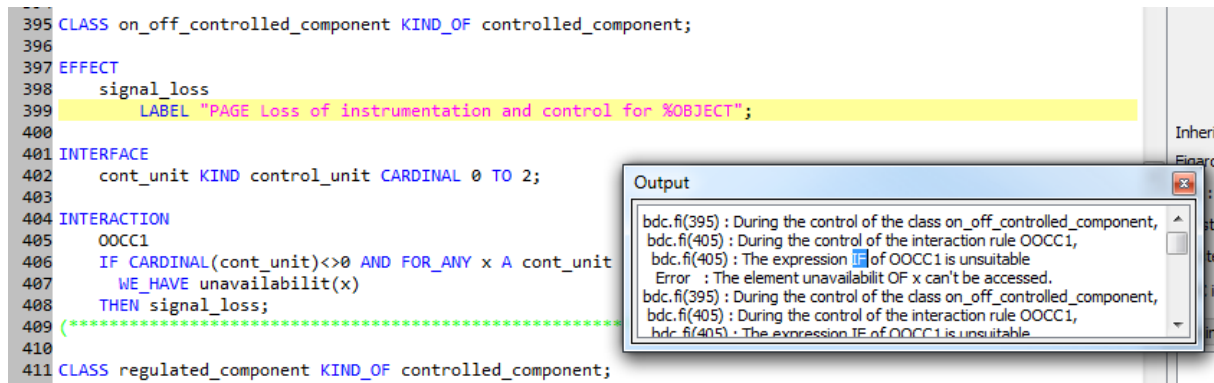 395 CLASS on_off_controlled_component KIND_OF controlled_component;
396
397 EFFECT
398 signal_loss
399 LABEL "PAGE Loss of instrumentation and control for %OBJECT";
400
401 INTERFACE
402 cont_unit KIND control_unit CARDINAL 0 TO 2;
403
404 INTERACTION
405 OOCC1
406 IF CARDINAL(cont_unit)<>0 AND FOR_ANY x A cont_unit
407 WE_HAVE unavailabilit(x)
408 THEN signal_loss;
409 (*******************************************************
410
411 CLASS regulated_component KIND_OF controlled_component;
Inheri
Output
bdc.fi(395) : During the control of the class on_off_controlled_component,
bdc.fi(405) : During the control of the interaction rule OOCC1,
bdc.fi(405) : The expression IF of OOCC1 is unsuitable
Error : The element unavailabilit OF x can't be accessed.
bdc.fi(395) : During the control of the class on_off_controlled_component,
bdc.fi(405) : During the control of the interaction rule OOCC1,
bdc.fi(405) : The expression IF of OOCC1 is unsuitable